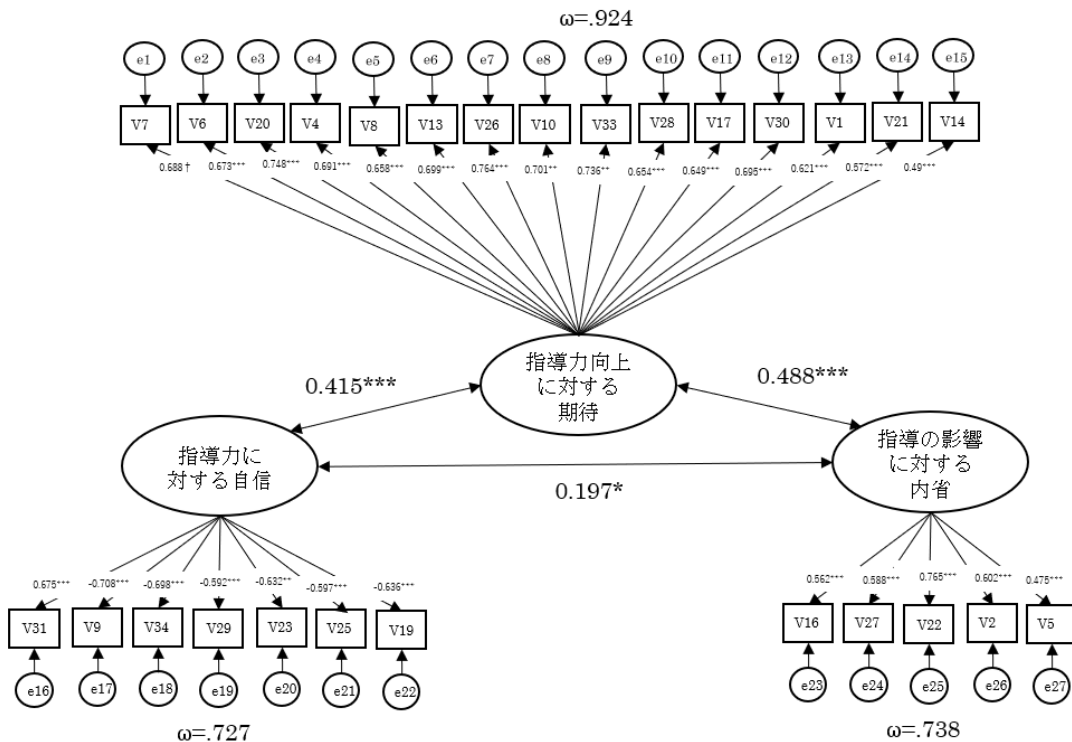 ω=.924
e1 e2 e3 e4 e5 e6 e7 e8 e9 e10 e11 e12 e13 e14 e15
V7 V6 V20 V4 V8 V13 V26 V10 V33 V28 V17 V30 V1 V21 V14
0.688† 0.673*** 0.748*** 0.691*** 0.658*** 0.699*** 0.764*** 0.701** 0.736** 0.654*** 0.649*** 0.695*** 0.621*** 0.572*** 0.49***
指導力向上
に対する
期待
0.415***
0.488***
指導力に
対する自信
指導の影響
に対する
内省
0.197*
0.675*** -0.708*** -0.698*** -0.592*** -0.632** -0.597*** -0.636***
V31 V9 V34 V29 V23 V25 V19
e16 e17 e18 e19 e20 e21 e22
ω=.727
0.562*** 0.588*** 0.765*** 0.602*** 0.475***
V16 V27 V22 V2 V5
e23 e24 e25 e26 e27
ω=.738